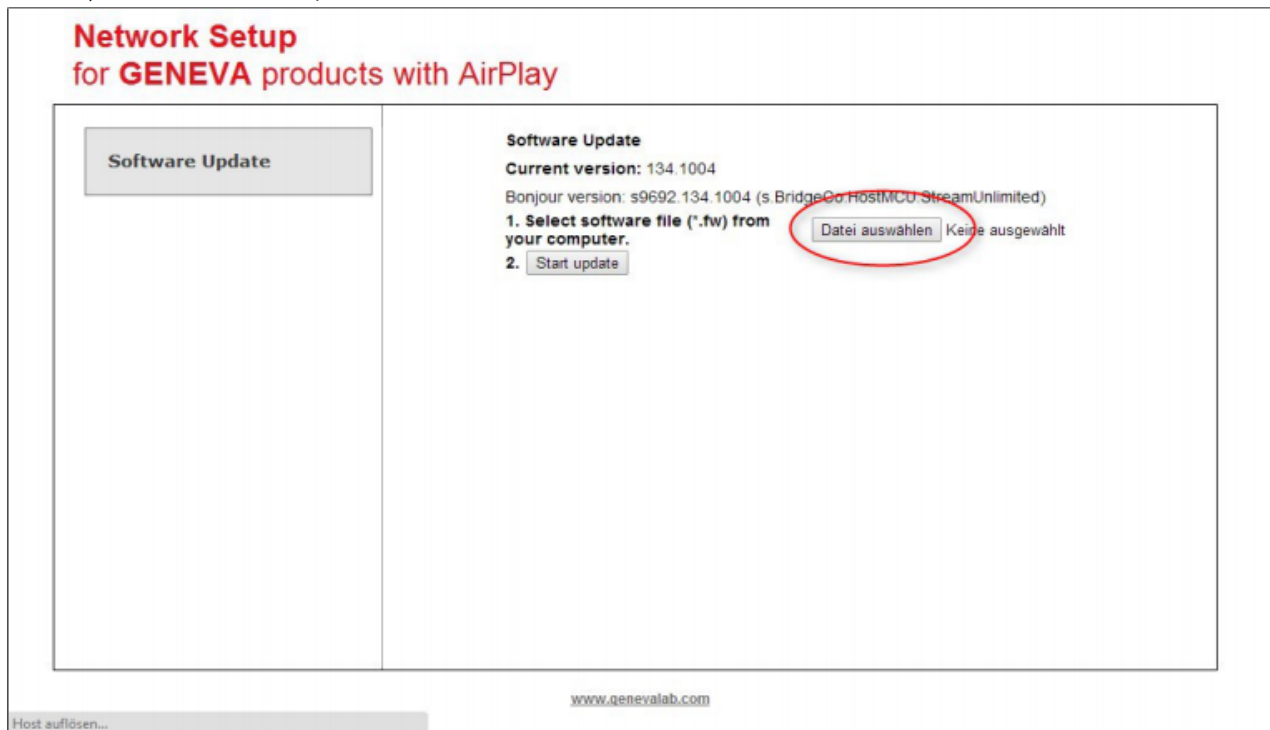 Network Setup
for GENEVA products with AirPlay
Software Update
Software Update
Current version: 134.1004
Bonjour version: s9692.134.1004 (s.BridgeCo.HostMCU.StreamUnlimited)
1. Select software file (*.fw) from your computer.
Datei auswählen Keine ausgewählt
2. Start update
www.genevalab.com
Host auflösen...